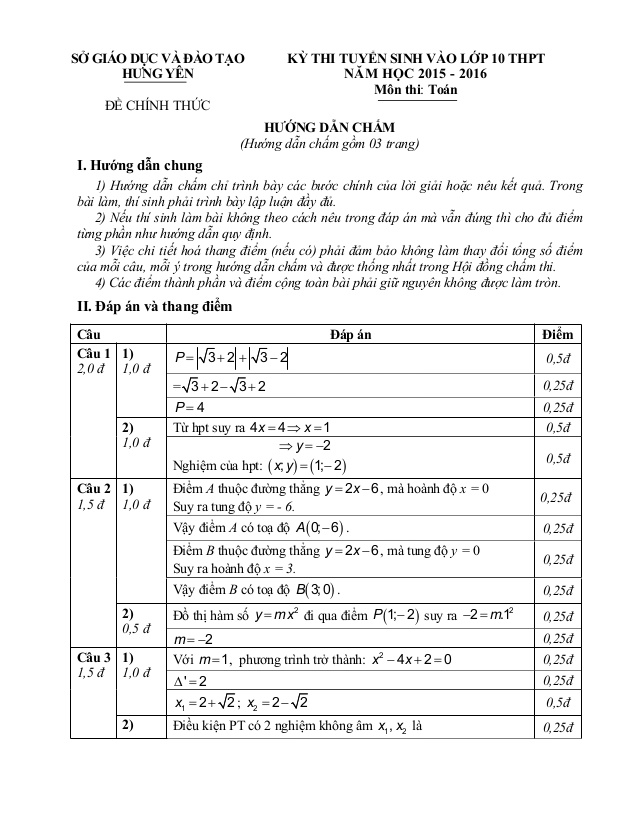 SỞ GIÁO DỤC VÀ ĐÀO TẠO
HƯNG YÊN
ĐỀ CHÍNH THỨC
KỲ THI TUYỂN SINH VÀO LỚP 10 THPT
NĂM HỌC 2015 - 2016
Môn thi: Toán
HƯỚNG DẪN CHẤM
(Hướng dẫn chấm gồm 03 trang)
I. Hướng dẫn chung
1) Hướng dẫn chấm chỉ trình bày các bước chính của lời giải hoặc nêu kết quả. Trong
bài làm, thí sinh phải trình bày lập luận đầy đủ.
2) Nếu thí sinh làm bài không theo cách nêu trong đáp án mà vẫn đúng thì cho đủ điểm
từng phần như hướng dẫn quy định.
3) Việc chi tiết hoá thang điểm (nếu có) phải đảm bảo không làm thay đổi tổng số điểm
của mỗi câu, mỗi ý trong hướng dẫn chấm và được thống nhất trong Hội đồng chấm thi.
4) Các điểm thành phần và điểm cộng toàn bài phải giữ nguyên không được làm tròn.
II. Đáp án và thang điểm
Câu Đáp án Điểm
Câu 1 1) P = |√3 + 2| + |√3 − 2| 0,5đ
2,0 đ 1,0 đ
= √3 + 2 − √3 + 2 0,25đ
P = 4 0,25đ
2) Từ hpt suy ra 4x = 4 ⇒ x = 1 0,5đ
1,0 đ ⇒ y = −2
Nghiệm của hpt: (x; y) = (1; −2) 0,5đ
Câu 2 1) Điểm A thuộc đường thẳng y = 2x − 6, mà hoành độ x = 0
1,5 đ 1,0 đ Suy ra tung độ y = - 6. 0,25đ
Vậy điểm A có toạ độ A(0; −6). 0,25đ
Điểm B thuộc đường thẳng y = 2x − 6, mà tung độ y = 0
Suy ra hoành độ x = 3. 0,25đ
Vậy điểm B có toạ độ B(3; 0). 0,25đ
2) Đồ thị hàm số y = mx² đi qua điểm P(1; −2) suy ra −2 = m.1² 0,25đ
0,5 đ
m = −2 0,25đ
Câu 3 1) Với m = 1, phương trình trở thành: x² − 4x + 2 = 0 0,25đ
1,5 đ 1,0 đ
Δ' = 2 0,25đ
x₁ = 2 + √2 ; x₂ = 2 − √2 0,5đ
2) Điều kiện PT có 2 nghiệm không âm x₁, x₂ là 0,25đ